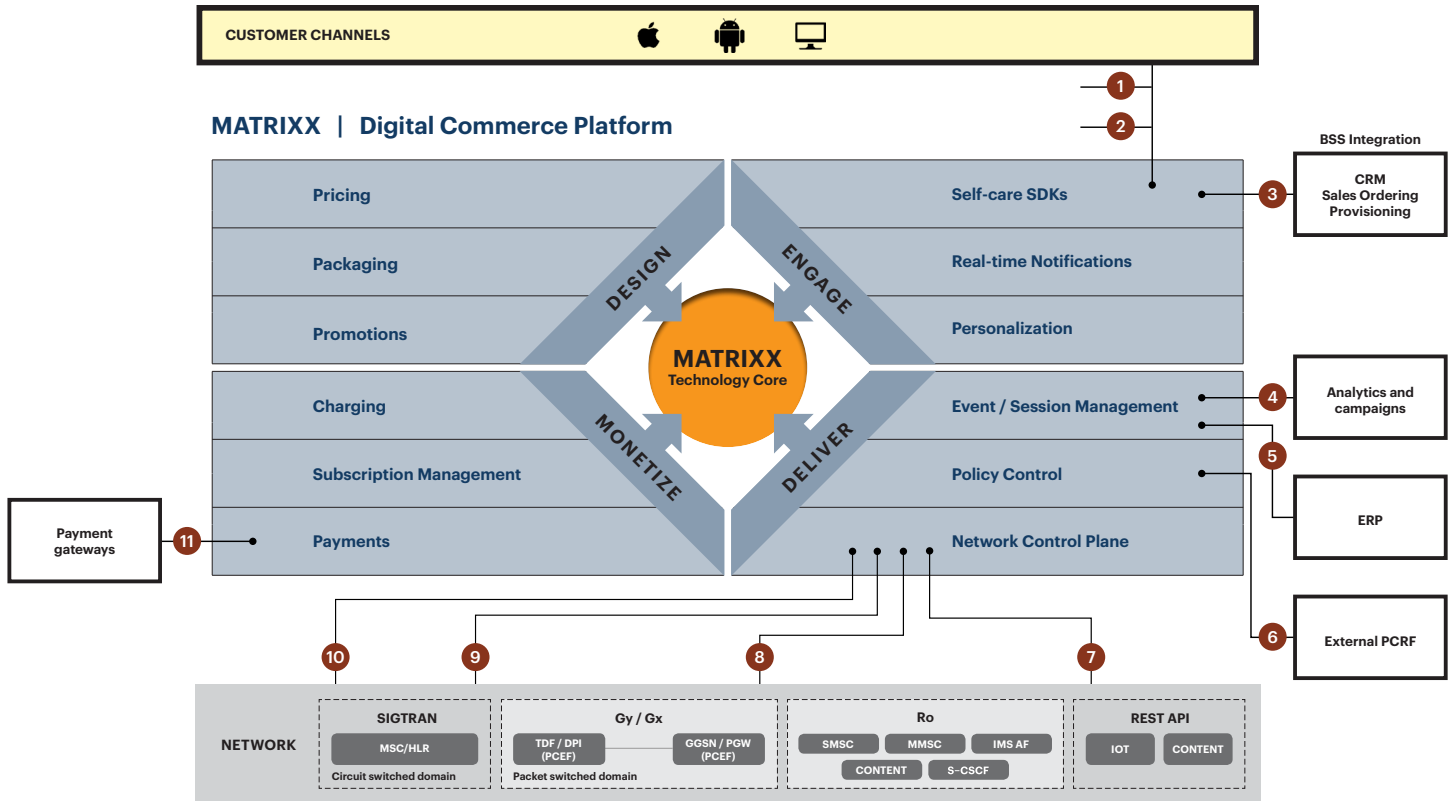 CUSTOMER CHANNELS
1
MATRIXX | Digital Commerce Platform
2
BSS Integration
Pricing
Self-care SDKs
3
CRM
Sales Ordering
Provisioning
Packaging
DESIGN
ENGAGE
Real-time Notifications
Promotions
Personalization
MATRIXX
Technology Core
Charging
Event / Session Management
4
Analytics and
campaigns
MONETIZE
DELIVER
5
Subscription Management
Policy Control
ERP
Payment
gateways
11
Payments
Network Control Plane
6
External PCRF
10
9
8
7
NETWORK
SIGTRAN
MSC/HLR
Circuit switched domain
Gy / Gx
TDF / DPI
(PCEF)
GGSN / PGW
(PCEF)
Packet switched domain
Ro
SMSC
MMSC
IMS AF
CONTENT
S-CSCF
REST API
IOT
CONTENT